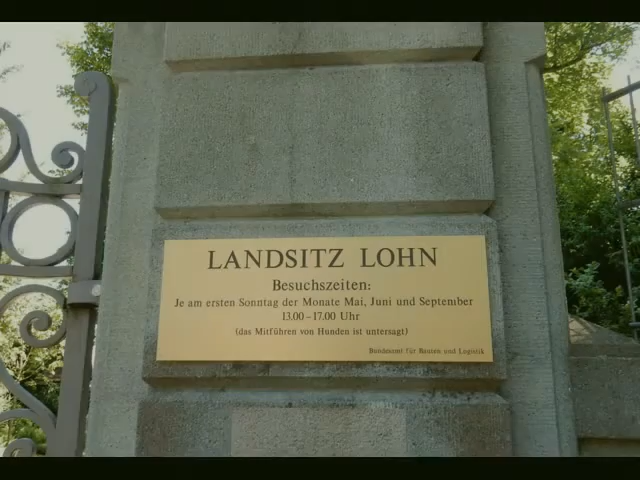 LANDSITZ LOHN
Besuchszeiten:
Je am ersten Sonntag der Monate Mai, Juni und September
13.00 – 17.00 Uhr
(das Mitführen von Hunden ist untersagt)
Bundesamt für Bauten und Logistik